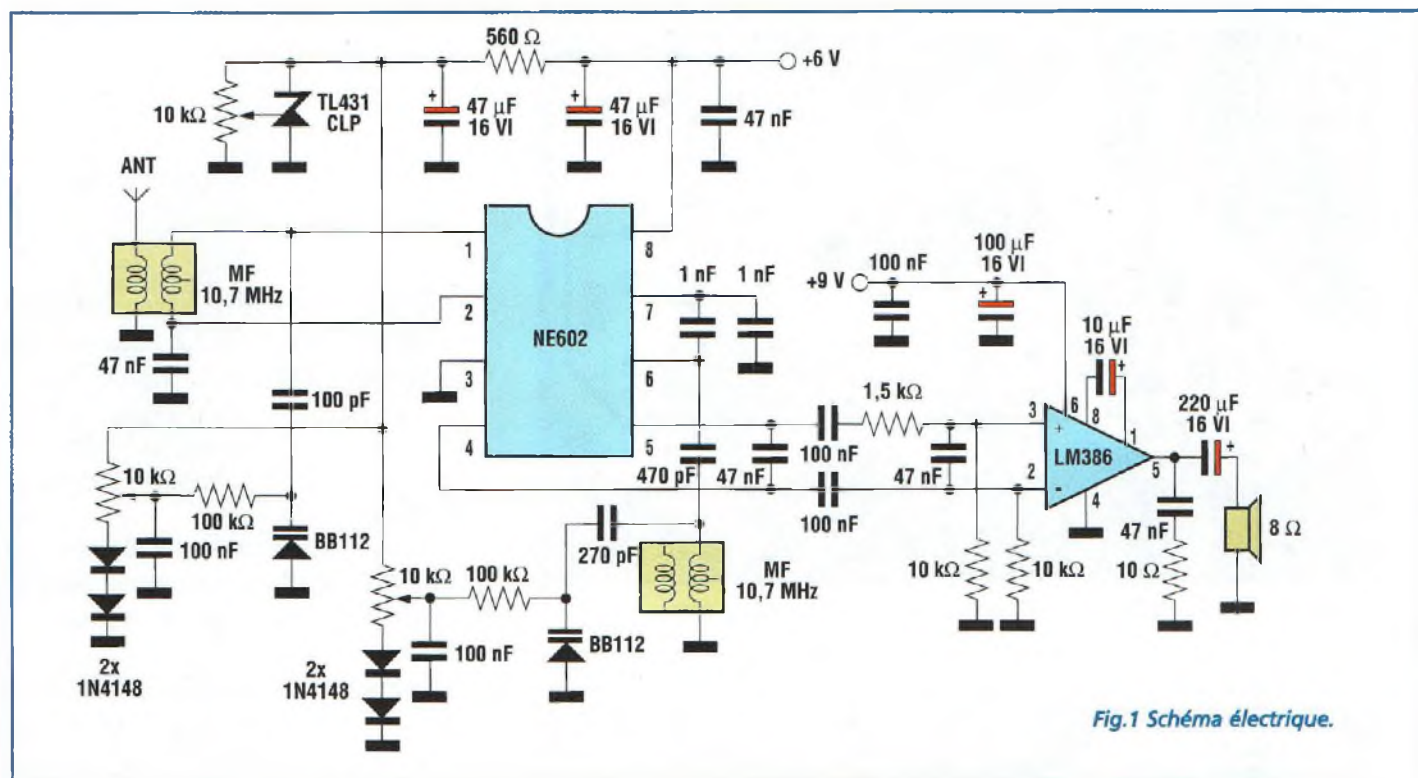 560 Ω
+6 V
10 kΩ
TL431
CLP
+
47 µF
16 Vl
+
47 µF
16 Vl
47 nF
ANT
MF
10,7 MHz
47 nF
100 pF
1
2
3
4
NE602
8
7
6
5
1 nF
1 nF
470 pF
47 nF
100 nF
100 nF
1,5 kΩ
47 nF
+9 V
100 nF
100 µF
16 Vl
+
10 µF
16 Vl
+
3
+
2
-
6
8
1
LM386
5
4
220 µF
16 Vl
+
47 nF
10 Ω
8 Ω
10 kΩ
10 kΩ
10 kΩ
100 kΩ
100 nF
BB112
2x
1N4148
10 kΩ
100 kΩ
100 nF
BB112
270 pF
MF
10,7 MHz
2x
1N4148
Fig.1 Schéma électrique.